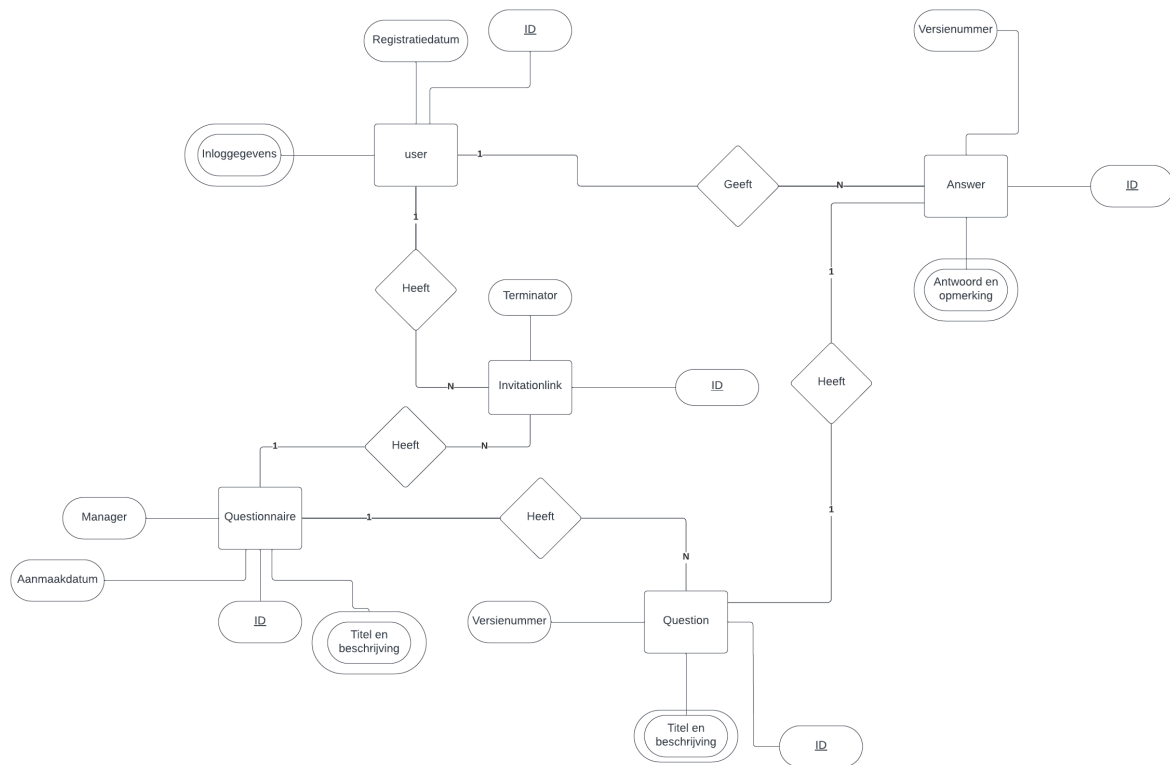 ID
Registratiedatum
Versienummer
Inloggegevens
user
1
Geeft
N
Answer
ID
1
Heeft
Terminator
Antwoord en
opmerking
1
N
Invitationlink
ID
Heeft
1
Heeft
N
Manager
Questionnaire
1
Heeft
1
N
Aanmaakdatum
ID
Titel en
beschrijving
Versienummer
Question
Titel en
beschrijving
ID